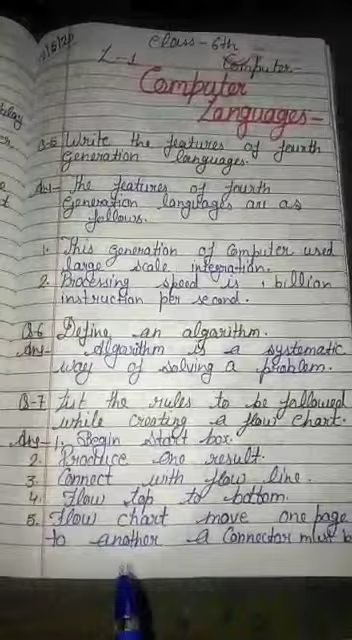 Class-6th
L-1 Computer-
Computer
Languages-
Q-5 Write the features of fourth
Generation languages.
Ans- The features of fourth
Generation languages are as
follows.
1. This generation of computer used
large scale integration.
2. Processing speed is 1 billion
instruction per second.
Q-6 Define an algorithm.
Ans- Algorithm is a systematic
way of solving a problem.
Q-7 List the rules to be followed
while creating a flow chart.
Ans-1. Begin start box.
2. Practice one result.
3. Connect with flow line.
4. Flow top to bottom.
5. Flow chart move one page
to another a Connector must b